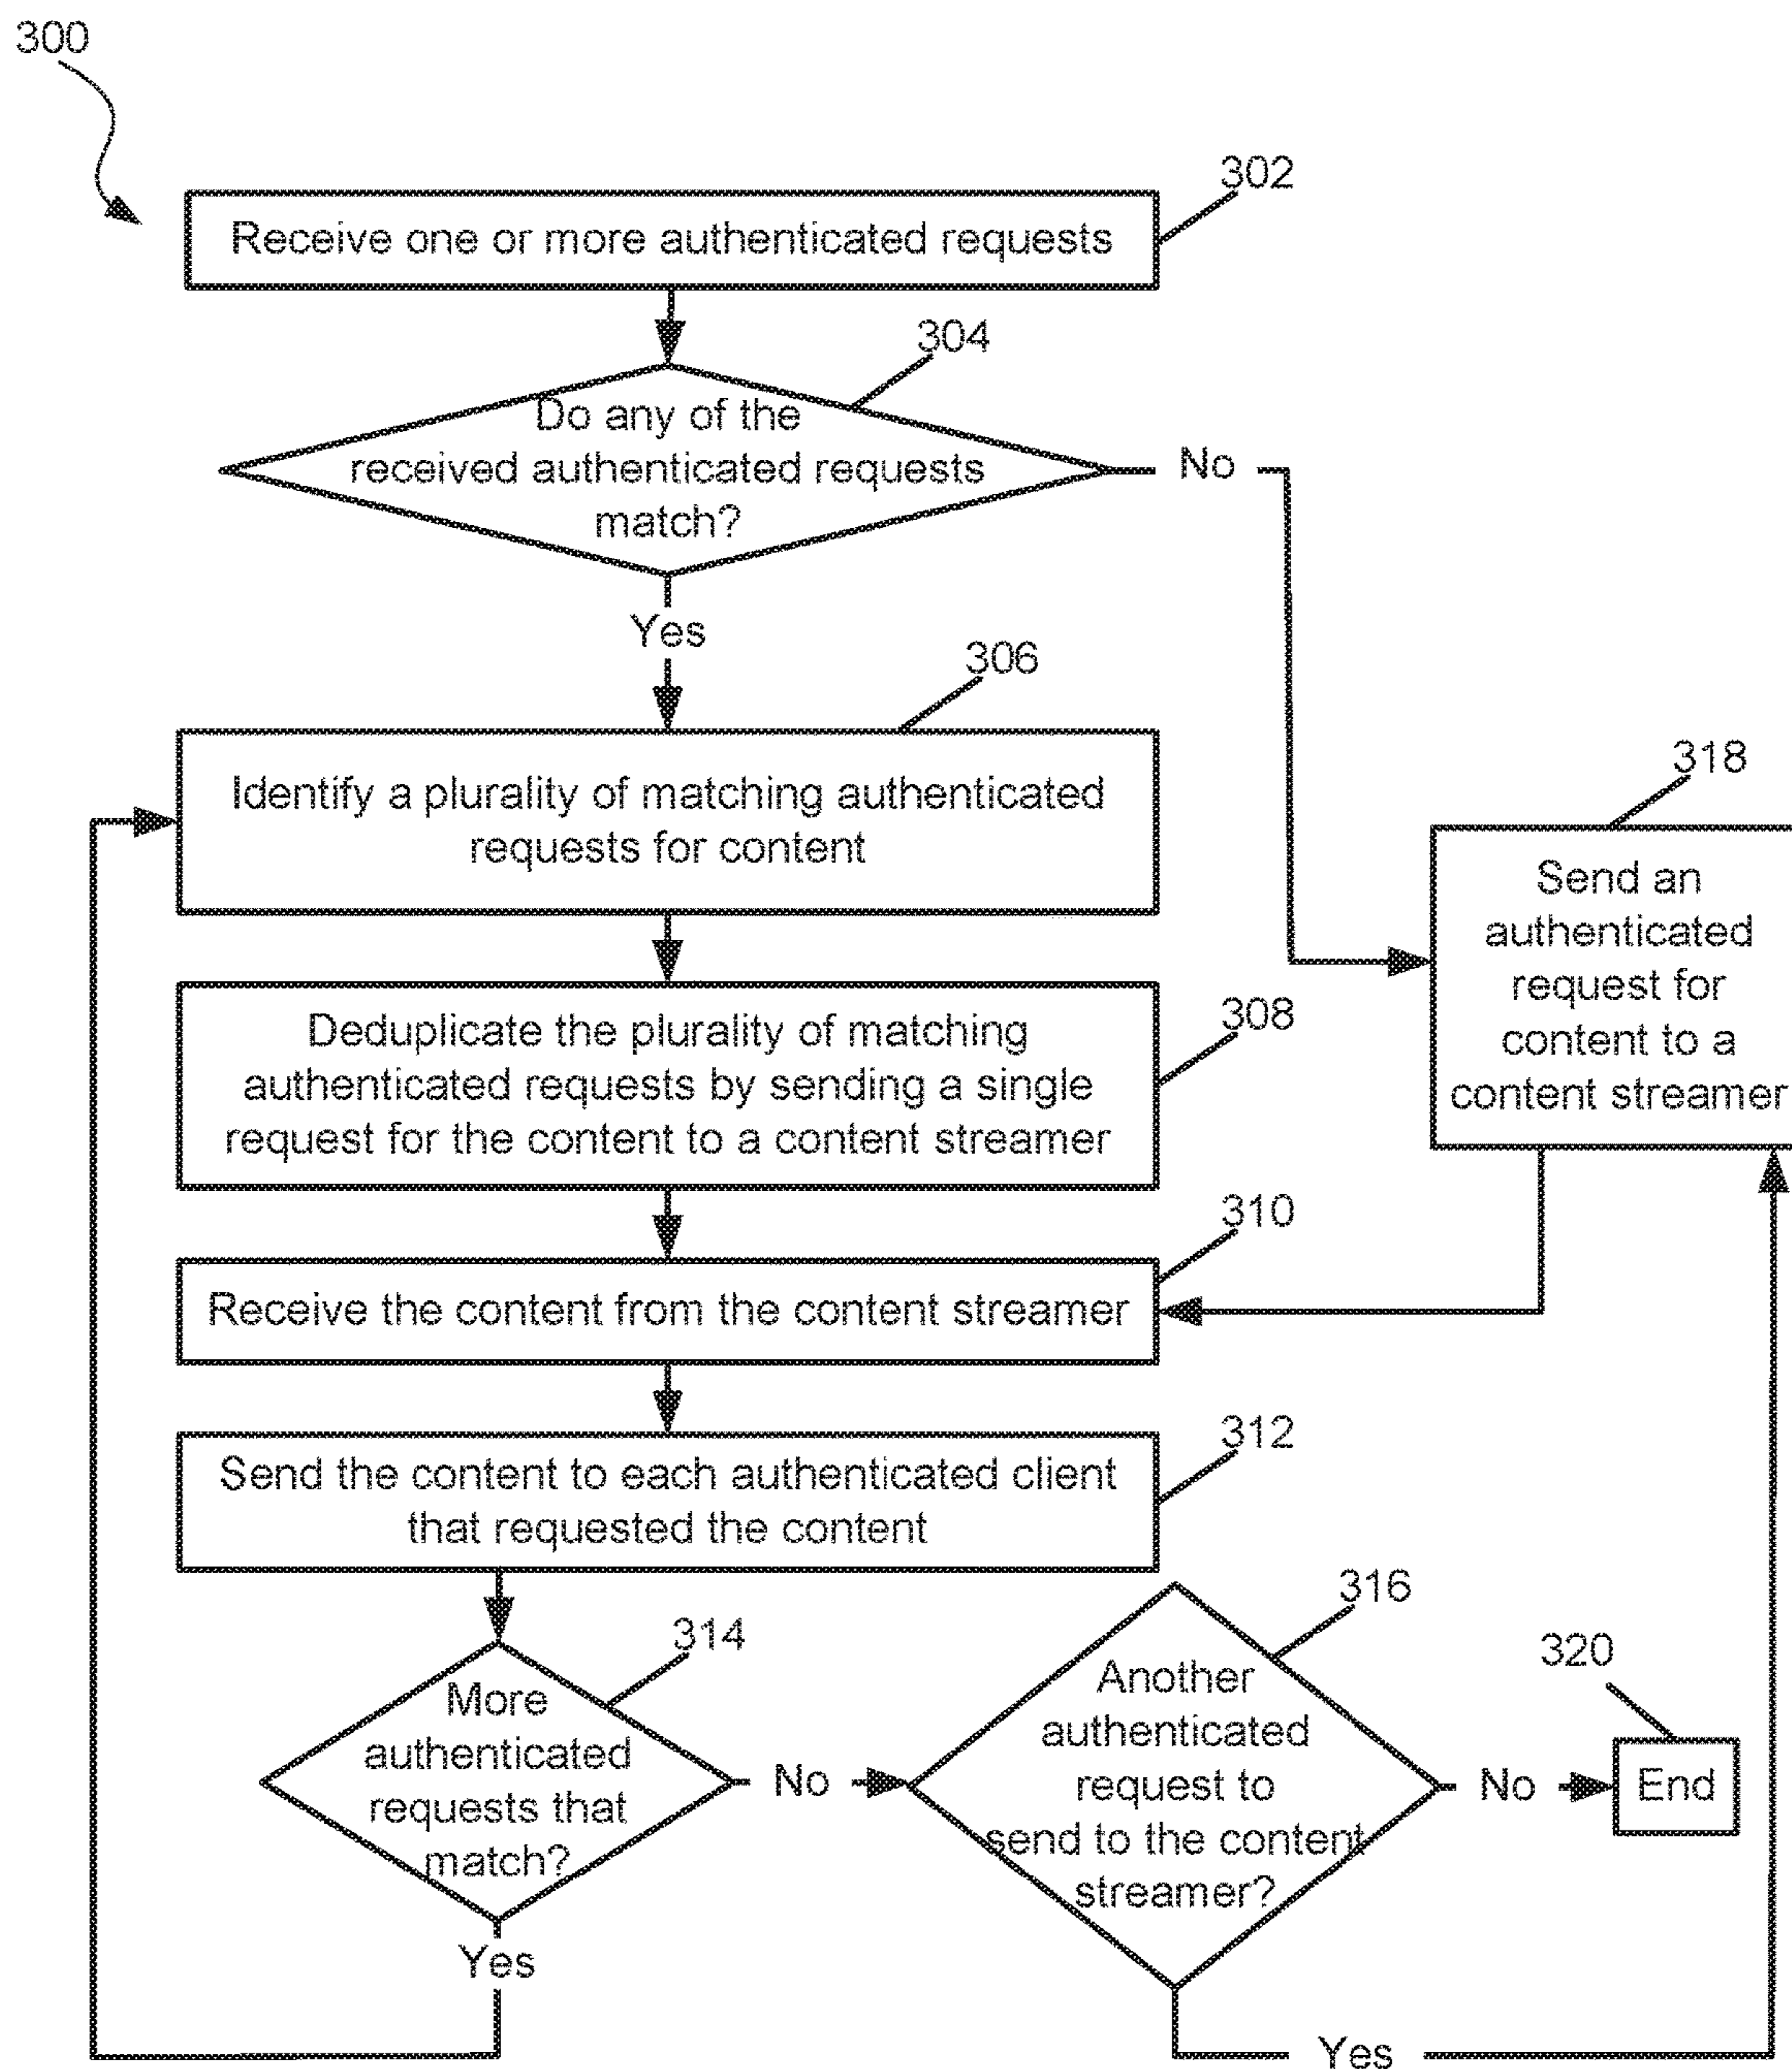 300
302
Receive one or more authenticated requests
304
Do any of the
received authenticated requests
match?
No
Yes
306
Identify a plurality of matching authenticated
requests for content
318
Send an
authenticated
request for
content to a
content streamer
308
Deduplicate the plurality of matching
authenticated requests by sending a single
request for the content to a content streamer
310
Receive the content from the content streamer
312
Send the content to each authenticated client
that requested the content
314
More
authenticated
requests that
match?
No
Yes
316
Another
authenticated
request to
send to the content
streamer?
No
Yes
320
End